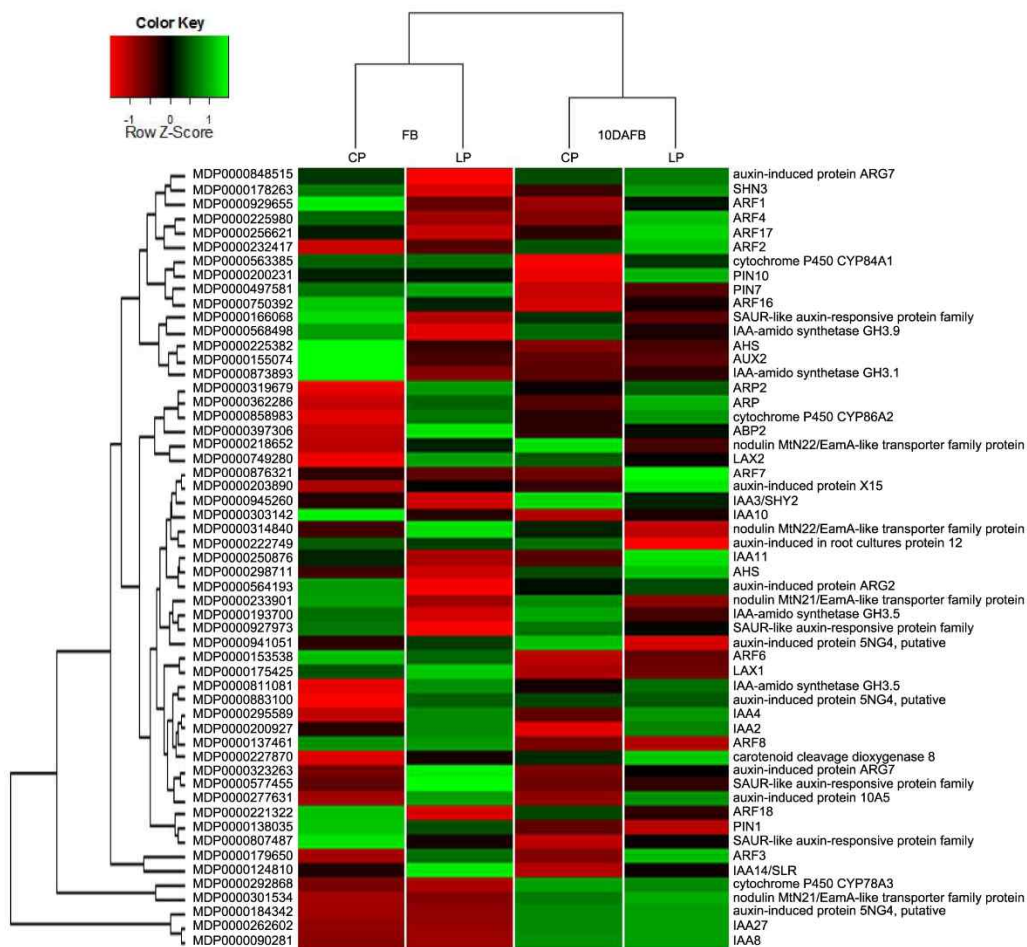 Color Key
-1 0 1
Row Z-Score
FB 10DAFB
CP LP CP LP
MDP0000848515 auxin-induced protein ARG7
MDP0000178263 SHN3
MDP0000929655 ARF1
MDP0000225980 ARF4
MDP0000256621 ARF17
MDP0000232417 ARF2
MDP0000563385 cytochrome P450 CYP84A1
MDP0000200231 PIN10
MDP0000497581 PIN7
MDP0000750392 ARF16
MDP0000166068 SAUR-like auxin-responsive protein family
MDP0000568498 IAA-amido synthetase GH3.9
MDP0000225382 AHS
MDP0000155074 AUX2
MDP0000873893 IAA-amido synthetase GH3.1
MDP0000319679 ARP2
MDP0000362286 ARP
MDP0000858983 cytochrome P450 CYP86A2
MDP0000397306 ABP2
MDP0000218652 nodulin MtN22/EamA-like transporter family protein
MDP0000749280 LAX2
MDP0000876321 ARF7
MDP0000203890 auxin-induced protein X15
MDP0000945260 IAA3/SHY2
MDP0000303142 IAA10
MDP0000314840 nodulin MtN22/EamA-like transporter family protein
MDP0000222749 auxin-induced in root cultures protein 12
MDP0000250876 IAA11
MDP0000298711 AHS
MDP0000564193 auxin-induced protein ARG2
MDP0000233901 nodulin MtN21/EamA-like transporter family protein
MDP0000193700 IAA-amido synthetase GH3.5
MDP0000927973 SAUR-like auxin-responsive protein family
MDP0000941051 auxin-induced protein 5NG4, putative
MDP0000153538 ARF6
MDP0000175425 LAX1
MDP0000811081 IAA-amido synthetase GH3.5
MDP0000883100 auxin-induced protein 5NG4, putative
MDP0000295589 IAA4
MDP0000200927 IAA2
MDP0000137461 ARF8
MDP0000227870 carotenoid cleavage dioxygenase 8
MDP0000323263 auxin-induced protein ARG7
MDP0000577455 SAUR-like auxin-responsive protein family
MDP0000277631 auxin-induced protein 10A5
MDP0000221322 ARF18
MDP0000138035 PIN1
MDP0000807487 SAUR-like auxin-responsive protein family
MDP0000179650 ARF3
MDP0000124810 IAA14/SLR
MDP0000292868 cytochrome P450 CYP78A3
MDP0000301534 nodulin MtN21/EamA-like transporter family protein
MDP0000184342 auxin-induced protein 5NG4, putative
MDP0000262602 IAA27
MDP0000090281 IAA8